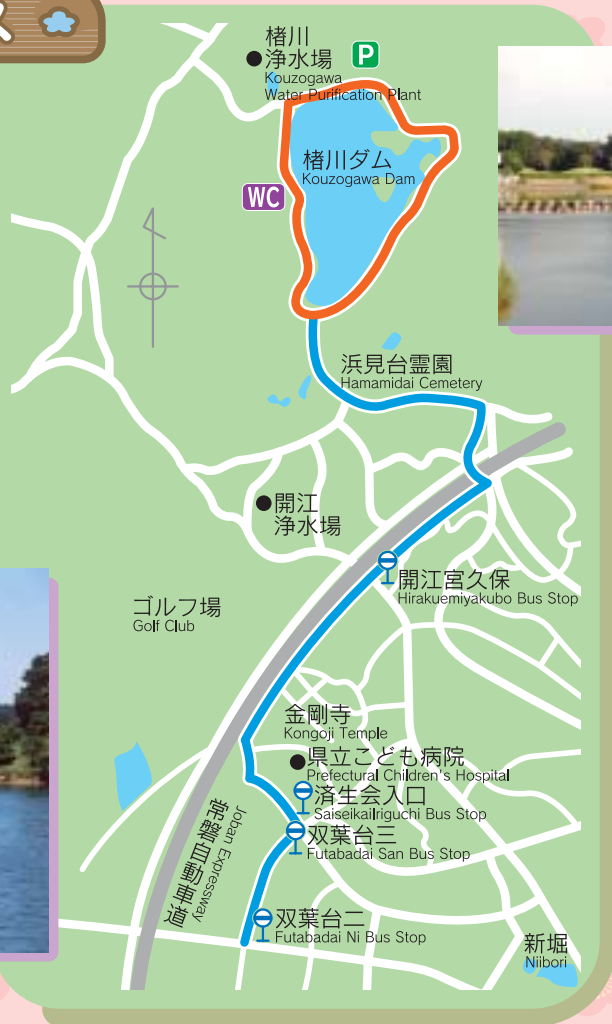 楮川
浄水場
Kouzogawa
Water Purification Plant
P
楮川ダム
Kouzogawa Dam
WC
浜見台霊園
Hamamidai Cemetery
開江
浄水場
開江宮久保
Hirakuemiyakubo Bus Stop
ゴルフ場
Golf Club
金剛寺
Kongoji Temple
県立こども病院
Prefectural Children's Hospital
済生会入口
SaiseikaiIriguchi Bus Stop
双葉台三
Futabadai San Bus Stop
常磐自動車道
Joban Expressway
双葉台二
Futabadai Ni Bus Stop
新堀
Niibori